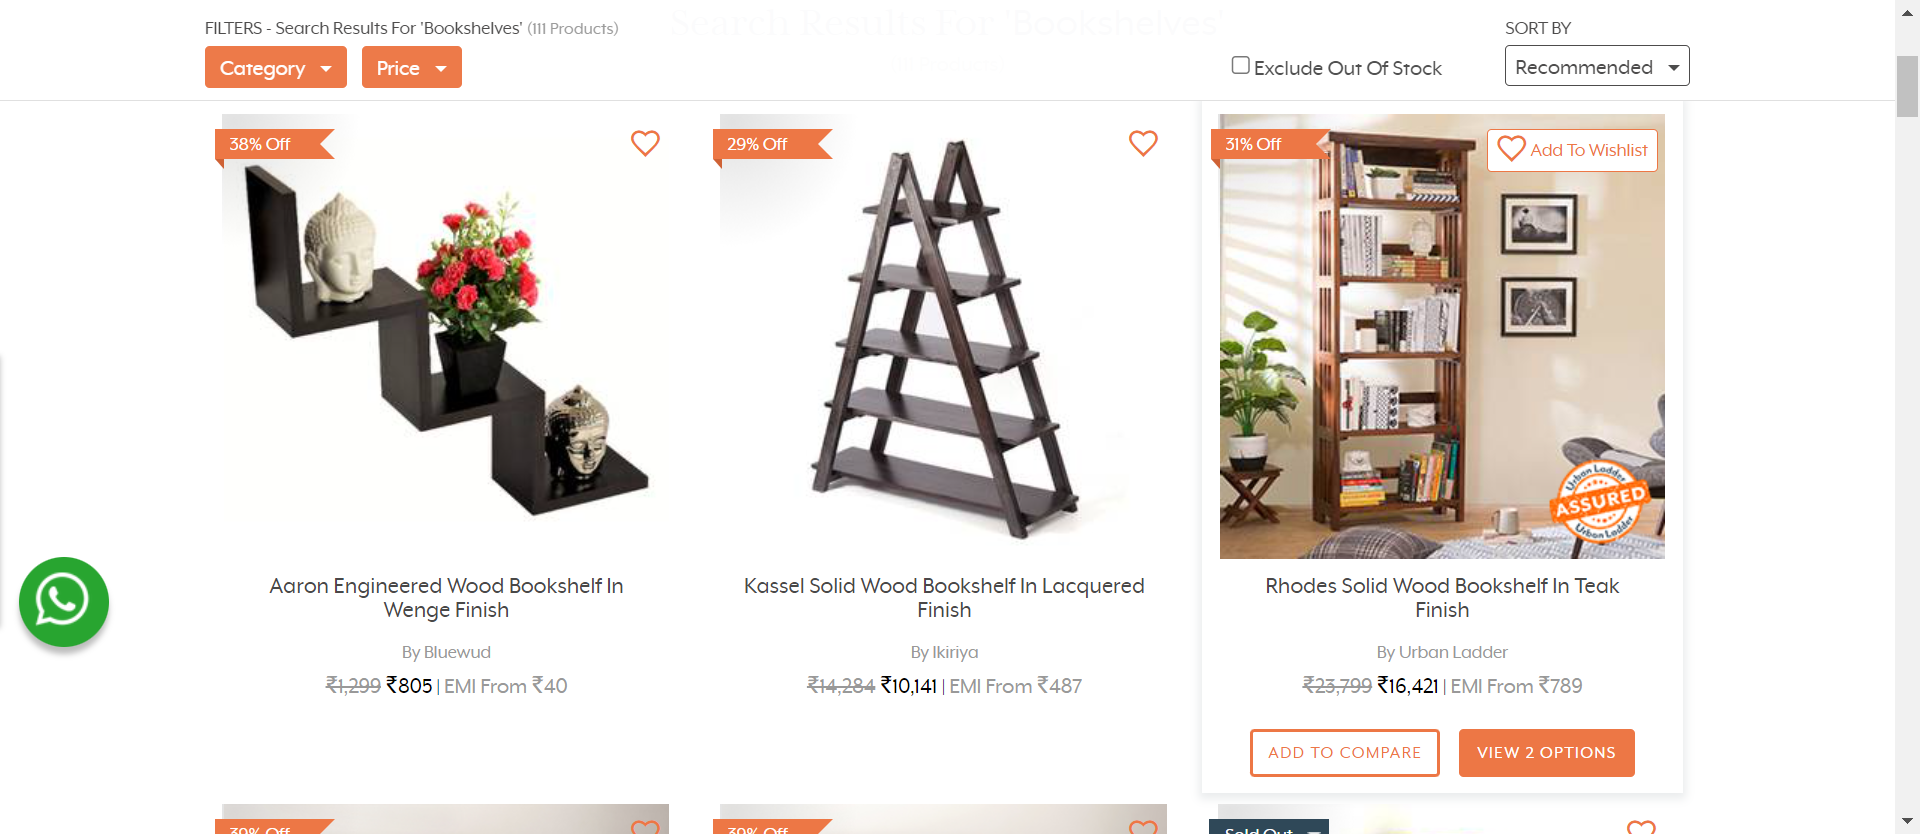 Search Results For 'Bookshelves'
FILTERS - Search Results For 'Bookshelves' (111 Products)
SORT BY
Category
Price
Exclude Out Of Stock
Recommended
38% Off
29% Off
31% Off
Add To Wishlist
Urban Ladder
ASSURED
Urban Ladder
Aaron Engineered Wood Bookshelf In
Wenge Finish
By Bluewud
₹1,299 ₹805 | EMI From ₹40
Kassel Solid Wood Bookshelf In Lacquered
Finish
By Ikiriya
₹14,284 ₹10,141 | EMI From ₹487
Rhodes Solid Wood Bookshelf In Teak
Finish
By Urban Ladder
₹23,799 ₹16,421 | EMI From ₹789
ADD TO COMPARE
VIEW 2 OPTIONS
39% Off
39% Off
Sold Out